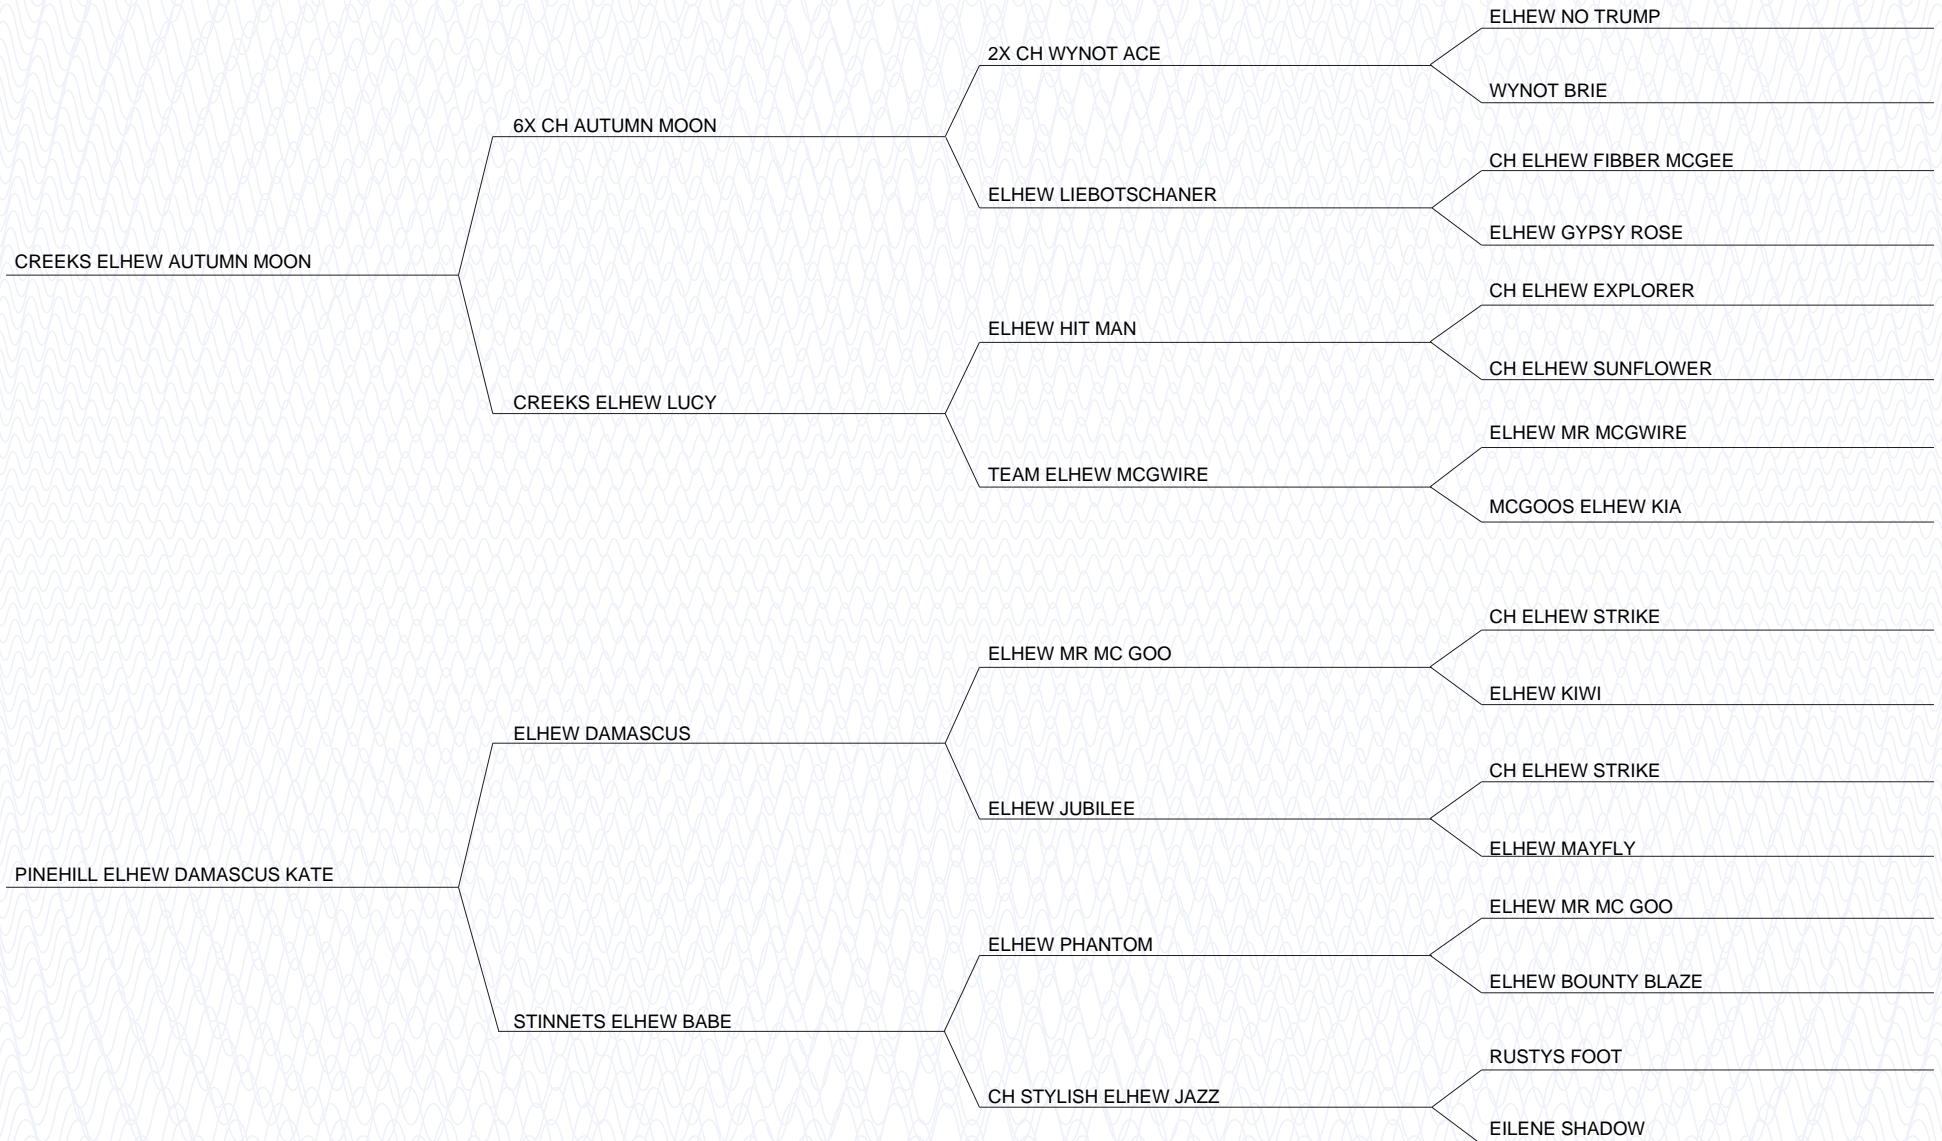 ELHEW NO TRUMP
2X CH WYNOT ACE
WYNOT BRIE
6X CH AUTUMN MOON
CH ELHEW FIBBER MCGEE
ELHEW LIEBOTSCHANER
ELHEW GYPSY ROSE
CREEKS ELHEW AUTUMN MOON
CH ELHEW EXPLORER
ELHEW HIT MAN
CH ELHEW SUNFLOWER
CREEKS ELHEW LUCY
ELHEW MR MCGWIRE
TEAM ELHEW MCGWIRE
MCGOOS ELHEW KIA
CH ELHEW STRIKE
ELHEW MR MC GOO
ELHEW KIWI
ELHEW DAMASCUS
CH ELHEW STRIKE
ELHEW JUBILEE
ELHEW MAYFLY
PINEHILL ELHEW DAMASCUS KATE
ELHEW MR MC GOO
ELHEW PHANTOM
ELHEW BOUNTY BLAZE
STINNETS ELHEW BABE
RUSTYS FOOT
CH STYLISH ELHEW JAZZ
EILENE SHADOW